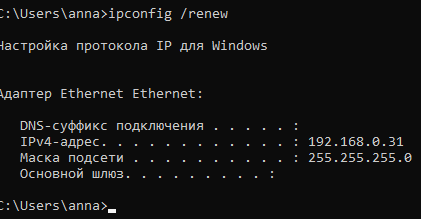 C:\Users\anna>ipconfig /renew
Настройка протокола IP для Windows
Адаптер Ethernet Ethernet:
DNS-суффикс подключения . . . . . :
IPv4-адрес. . . . . . . . . . . . : 192.168.0.31
Маска подсети . . . . . . . . . . : 255.255.255.0
Основной шлюз. . . . . . . . . :
C:\Users\anna>